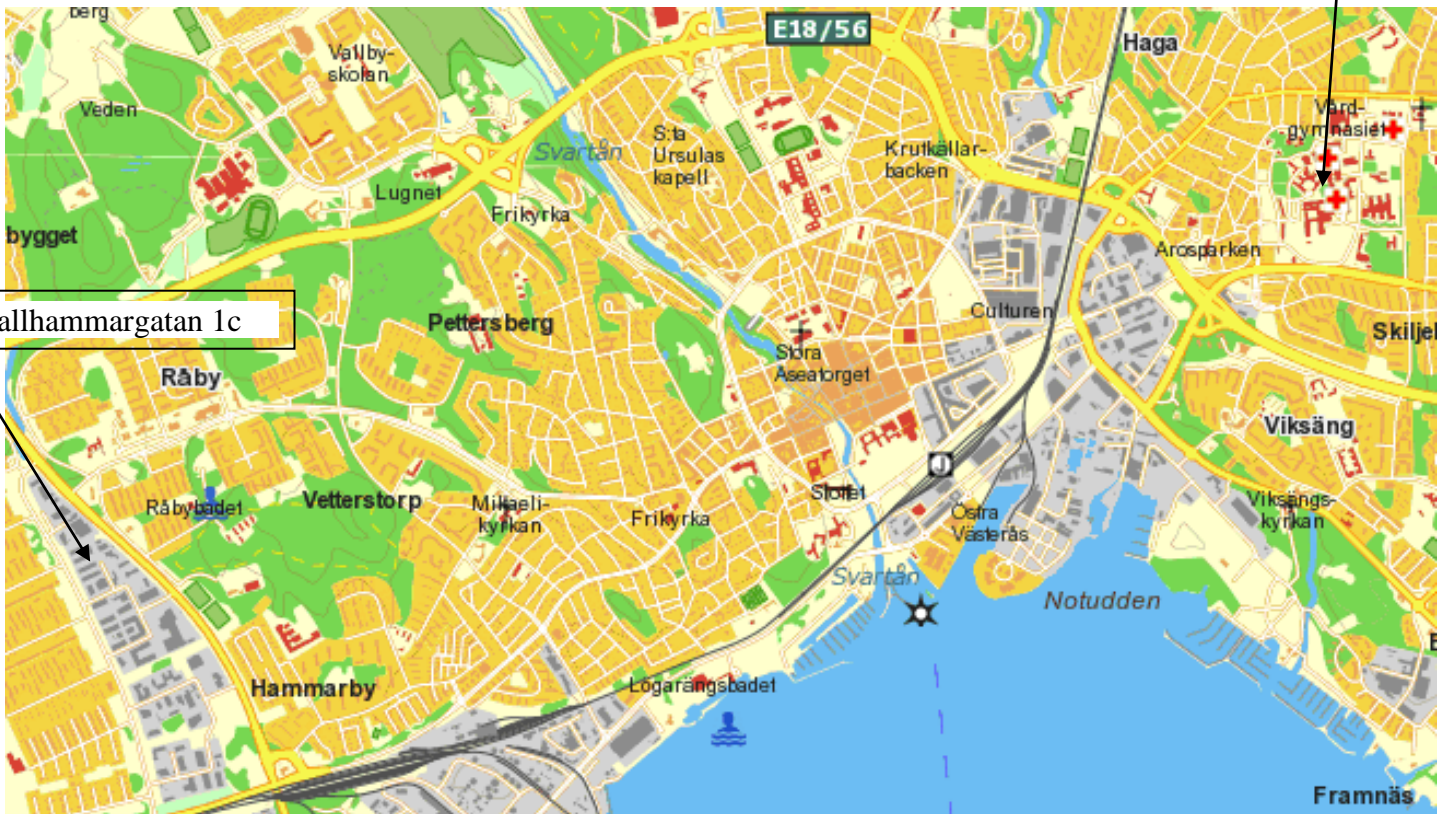 berg
E18/56
Haga
Vallby-
skolan
Veden
Vård-
gymnasiet
S:ta
Ursulas
kapell
Svartån
Krutkällar-
backen
Lugnet
Frikyrka
bygget
Arosparken
allhammargatan 1c
Culturen
Pettersberg
Skiljel
Stora
Aseatorget
Råby
Viksäng
Råbybadet
Vetterstorp
Mikaeli-
kyrkan
Frikyrka
Slottet
Östra
Västerås
Viksängs-
kyrkan
Svartån
Notudden
Hammarby
Lögarängsbadet
Framnäs